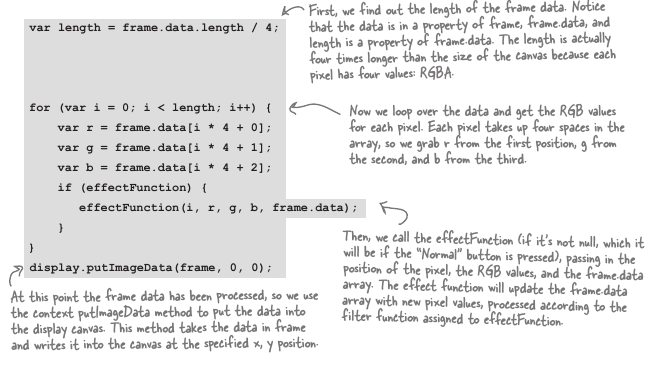 var length = frame.data.length / 4;
First, we find out the length of the frame data. Notice
that the data is in a property of frame, frame.data, and
length is a property of frame.data. The length is actually
four times longer than the size of the canvas because each
pixel has four values: RGBA.
for (var i = 0; i < length; i++) {
var r = frame.data[i * 4 + 0];
var g = frame.data[i * 4 + 1];
var b = frame.data[i * 4 + 2];
if (effectFunction) {
effectFunction(i, r, g, b, frame.data);
}
}
display.putImageData(frame, 0, 0);
Now we loop over the data and get the RGB values
for each pixel. Each pixel takes up four spaces in the
array, so we grab r from the first position, g from
the second, and b from the third.
Then, we call the effectFunction (if it's not null, which it
will be if the "Normal" button is pressed), passing in the
position of the pixel, the RGB values, and the frame.data
array. The effect function will update the frame.data
array with new pixel values, processed according to the
filter function assigned to effectFunction.
At this point the frame data has been processed, so we use
the context putImageData method to put the data into
the display canvas. This method takes the data in frame
and writes it into the canvas at the specified x, y position.